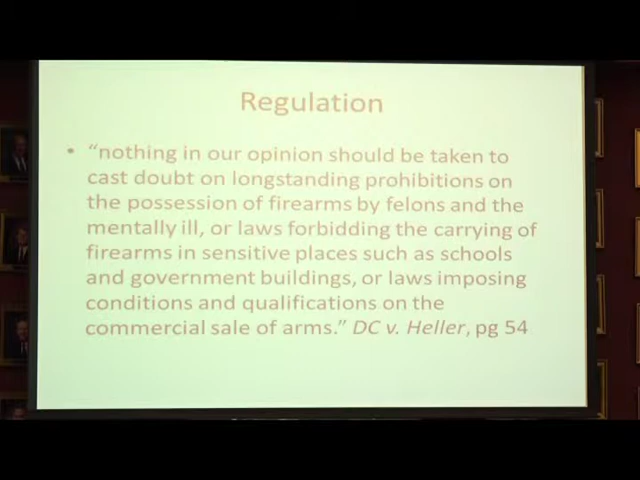 Regulation
• “nothing in our opinion should be taken to
cast doubt on longstanding prohibitions on
the possession of firearms by felons and the
mentally ill, or laws forbidding the carrying of
firearms in sensitive places such as schools
and government buildings, or laws imposing
conditions and qualifications on the
commercial sale of arms.” DC v. Heller, pg 54